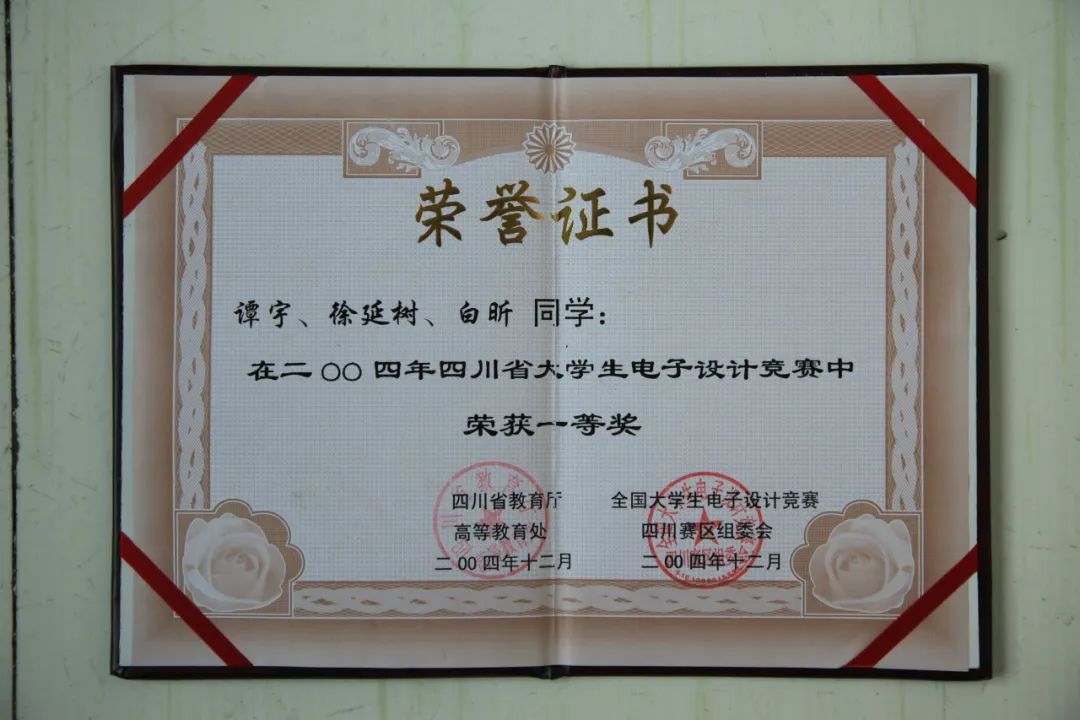 荣誉证书
谭宇、徐延树、白昕 同学：
在二〇〇四年四川省大学生电子设计竞赛中
荣获一等奖
四川省教育厅 全国大学生电子设计竞赛
高等教育处 四川赛区组委会
二〇〇四年十二月 二〇〇四年十二月